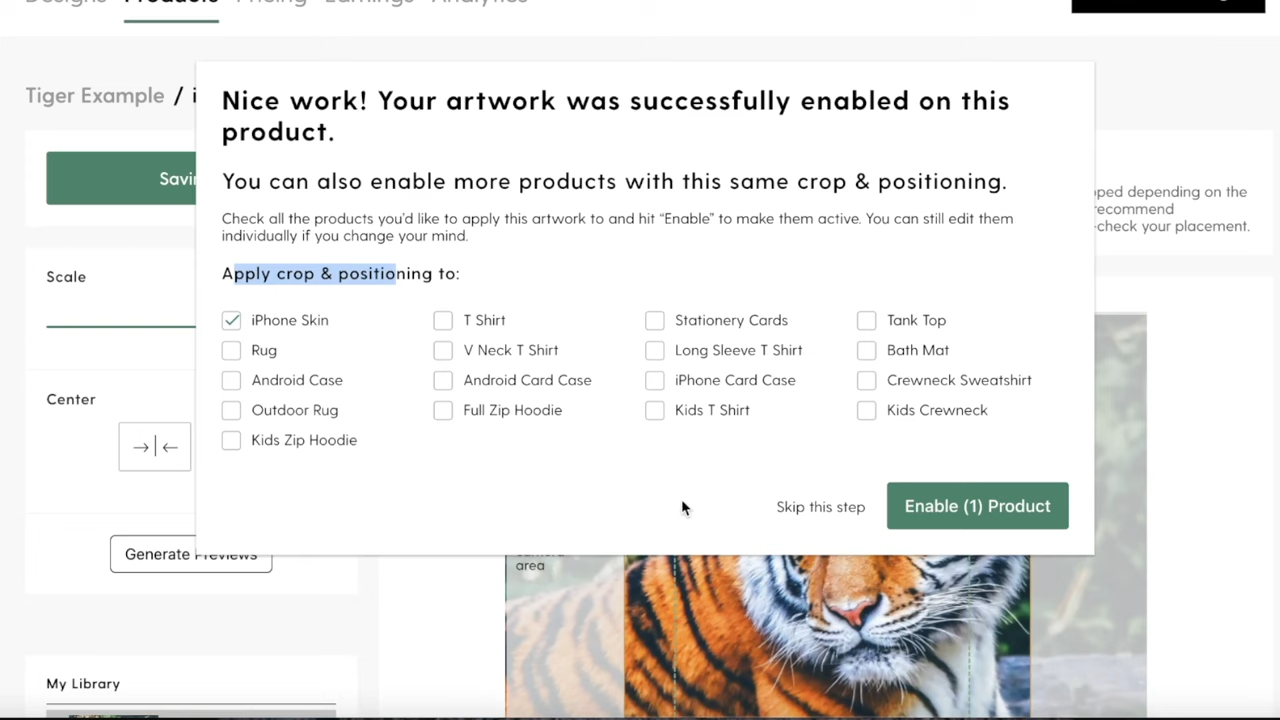 Designs Products Pricing Earnings Analytics
Tiger Example /
Nice work! Your artwork was successfully enabled on this
product.
You can also enable more products with this same crop & positioning.
Check all the products you'd like to apply this artwork to and hit "Enable" to make them active. You can still edit them
individually if you change your mind.
Apply crop & positioning to:
iPhone Skin T Shirt Stationery Cards Tank Top
Rug V Neck T Shirt Long Sleeve T Shirt Bath Mat
Android Case Android Card Case iPhone Card Case Crewneck Sweatshirt
Outdoor Rug Full Zip Hoodie Kids T Shirt Kids Crewneck
Kids Zip Hoodie
Skip this step Enable (1) Product
Scale
Center
Generate Previews
My Library
depending on the
recommend
-check your placement.
area